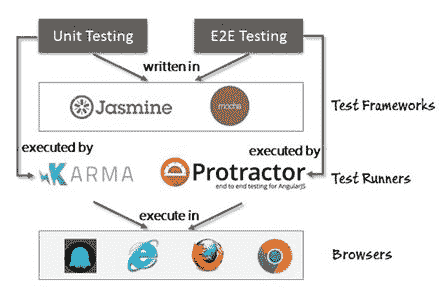 Unit Testing
E2E Testing
written in
Jasmine
mocha
Test Frameworks
executed by
executed by
KARMA
Protractor
end to end testing for AngularJS
Test Runners
execute in
Browsers